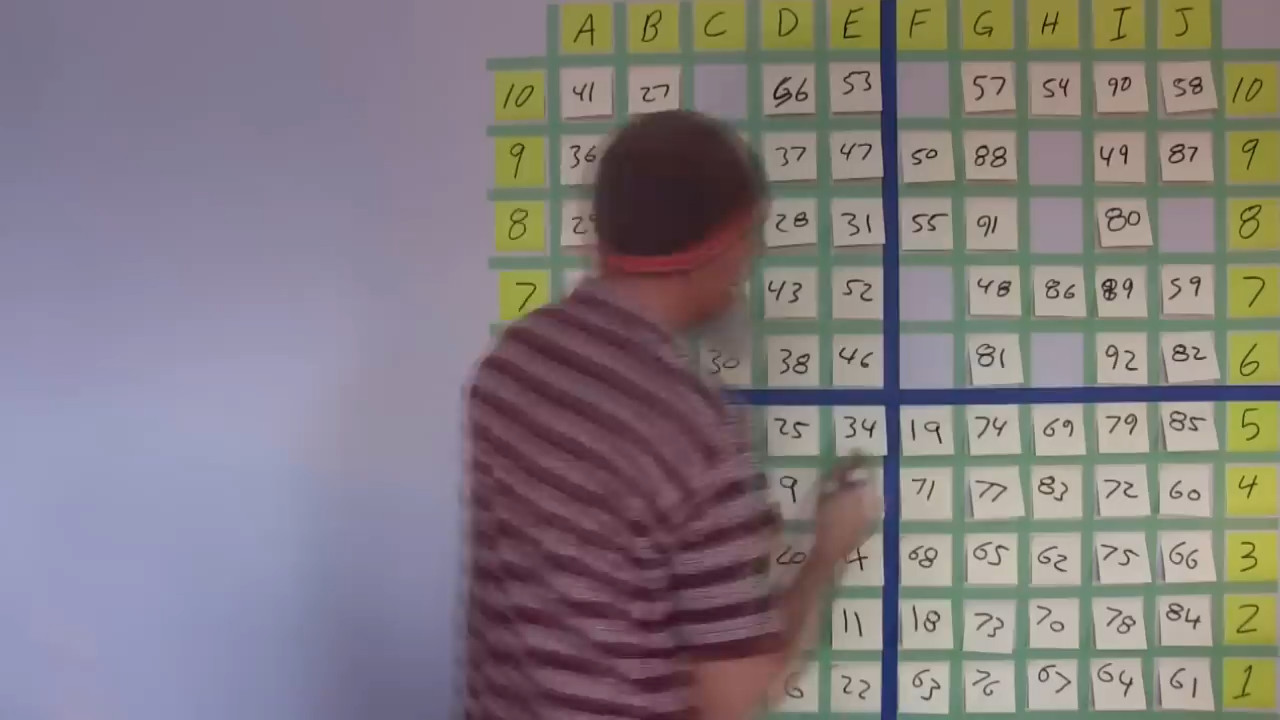 A B C D E F G H I J
10 41 27 66 53 57 54 90 58 10
9 36 37 47 50 88 49 87 9
8 28 31 55 91 80 8
7 43 52 48 86 89 59 7
30 38 46 81 92 82 6
25 34 19 74 69 79 85 5
9 71 77 83 72 60 4
68 65 62 75 66 3
11 18 73 70 78 84 2
22 63 76 67 64 61 1